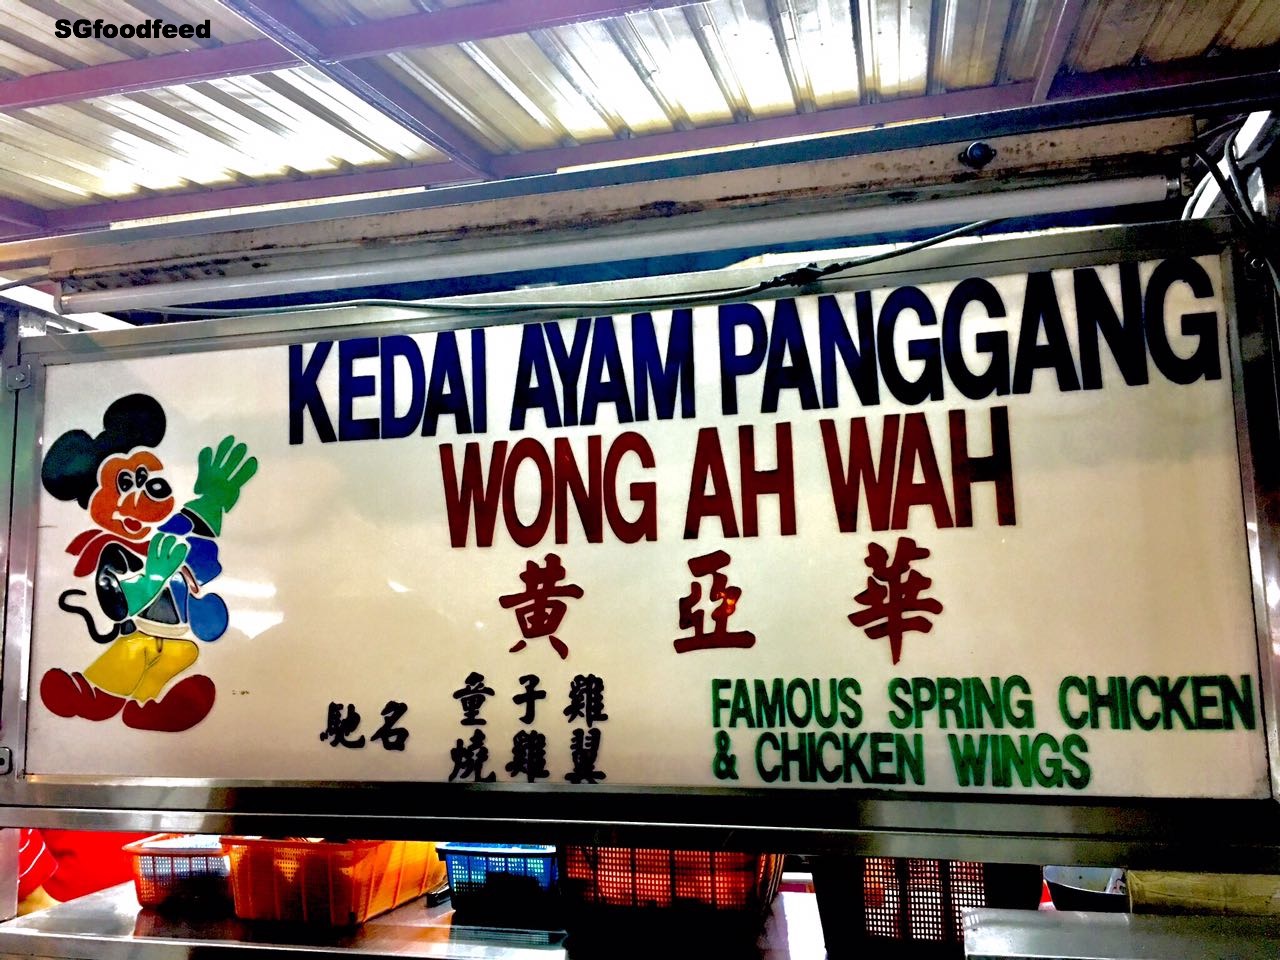 SGfoodfeed
KEDAI AYAM PANGGANG
WONG AH WAH
黄 亞 華
馳名
童子雞
燒雞翼
FAMOUS SPRING CHICKEN
& CHICKEN WINGS